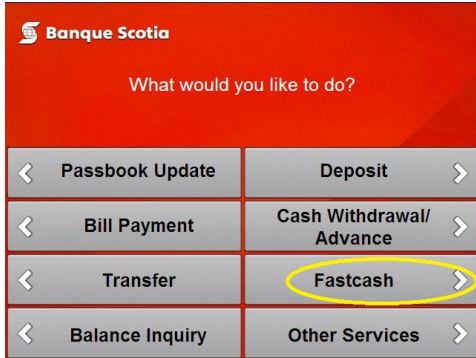 Banque Scotia
What would you like to do?
Passbook Update
Deposit
Bill Payment
Cash Withdrawal/
Advance
Transfer
Fastcash
Balance Inquiry
Other Services